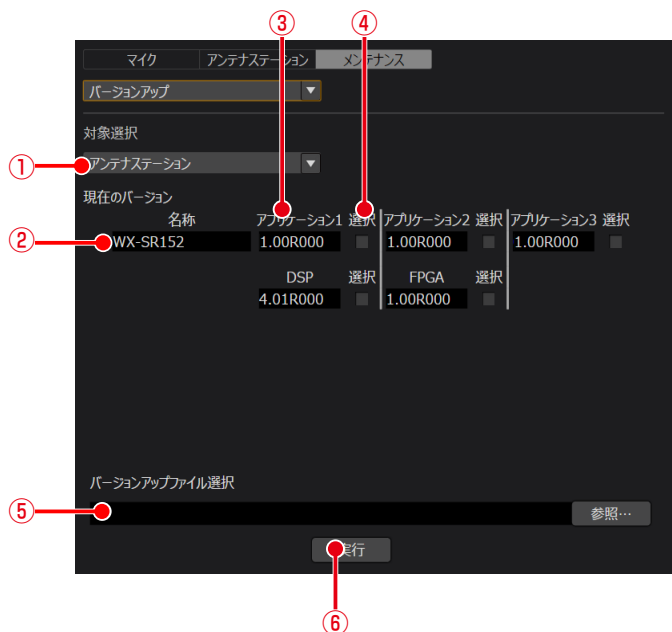 ③ ④
マイク アンテナステーション メンテナンス
バージョンアップ
対象選択
① アンテナステーション
現在のバージョン
名称 アプリケーション1 選択 アプリケーション2 選択 アプリケーション3 選択
② WX-SR152 1.00R000 1.00R000 1.00R000
DSP 選択 FPGA 選択
4.01R000 1.00R000
バージョンアップファイル選択
⑤ 参照…
実行
⑥